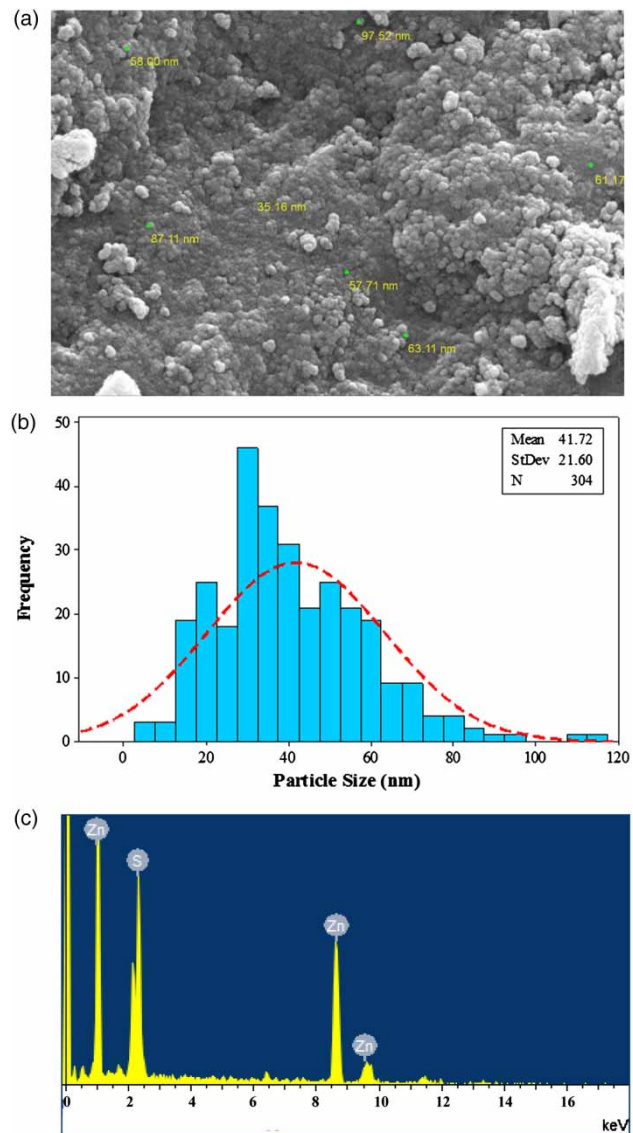 (a)
97.52 nm
58.00 nm
61.17
35.16 nm
87.11 nm
57.71 nm
63.11 nm
(b)
50
Mean 41.72
StDev 21.60
N 304
40
30
20
10
0
Frequency
0 20 40 60 80 100 120
Particle Size (nm)
(c)
Zn
S
Zn
Zn
0 2 4 6 8 10 12 14 16
keV